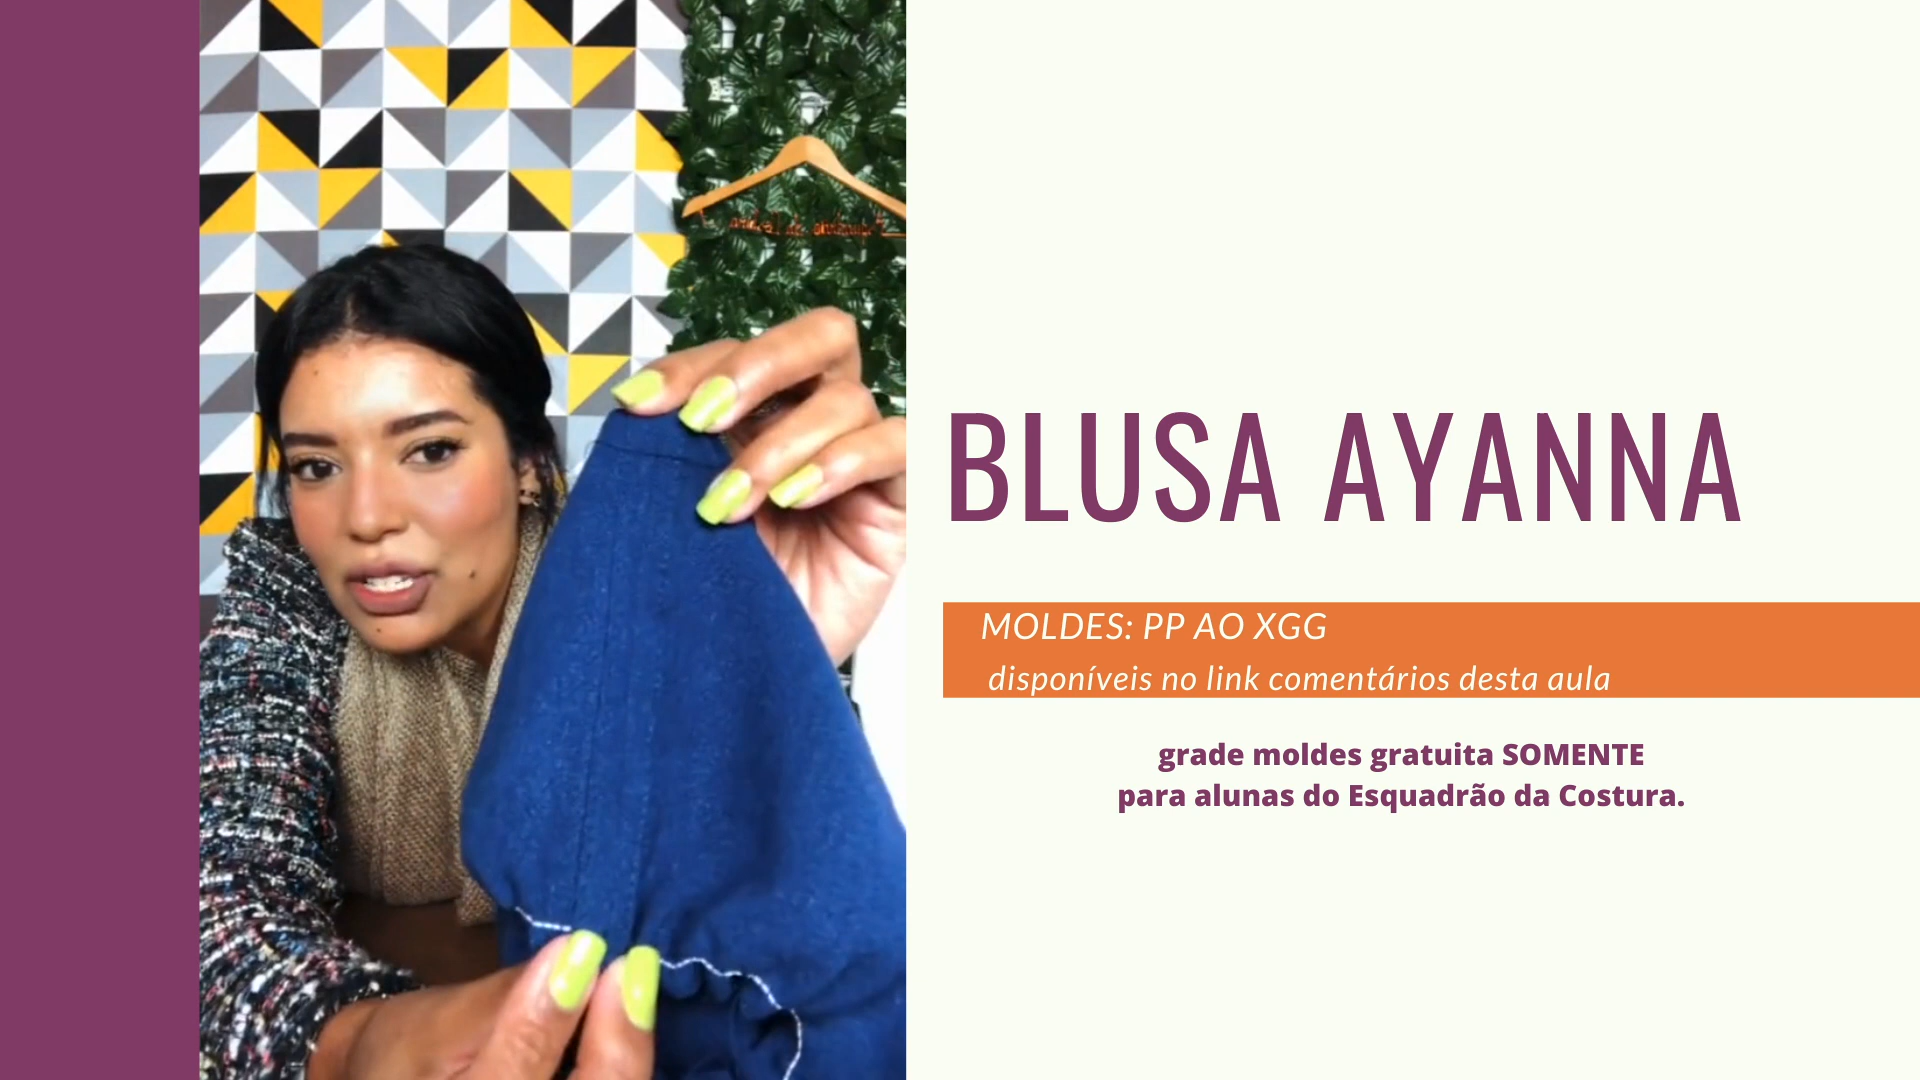 BLUSA AYANNA
MOLDES: PP AO XGG
disponíveis no link comentários desta aula
grade moldes gratuita SOMENTE
para alunas do Esquadrão da Costura.